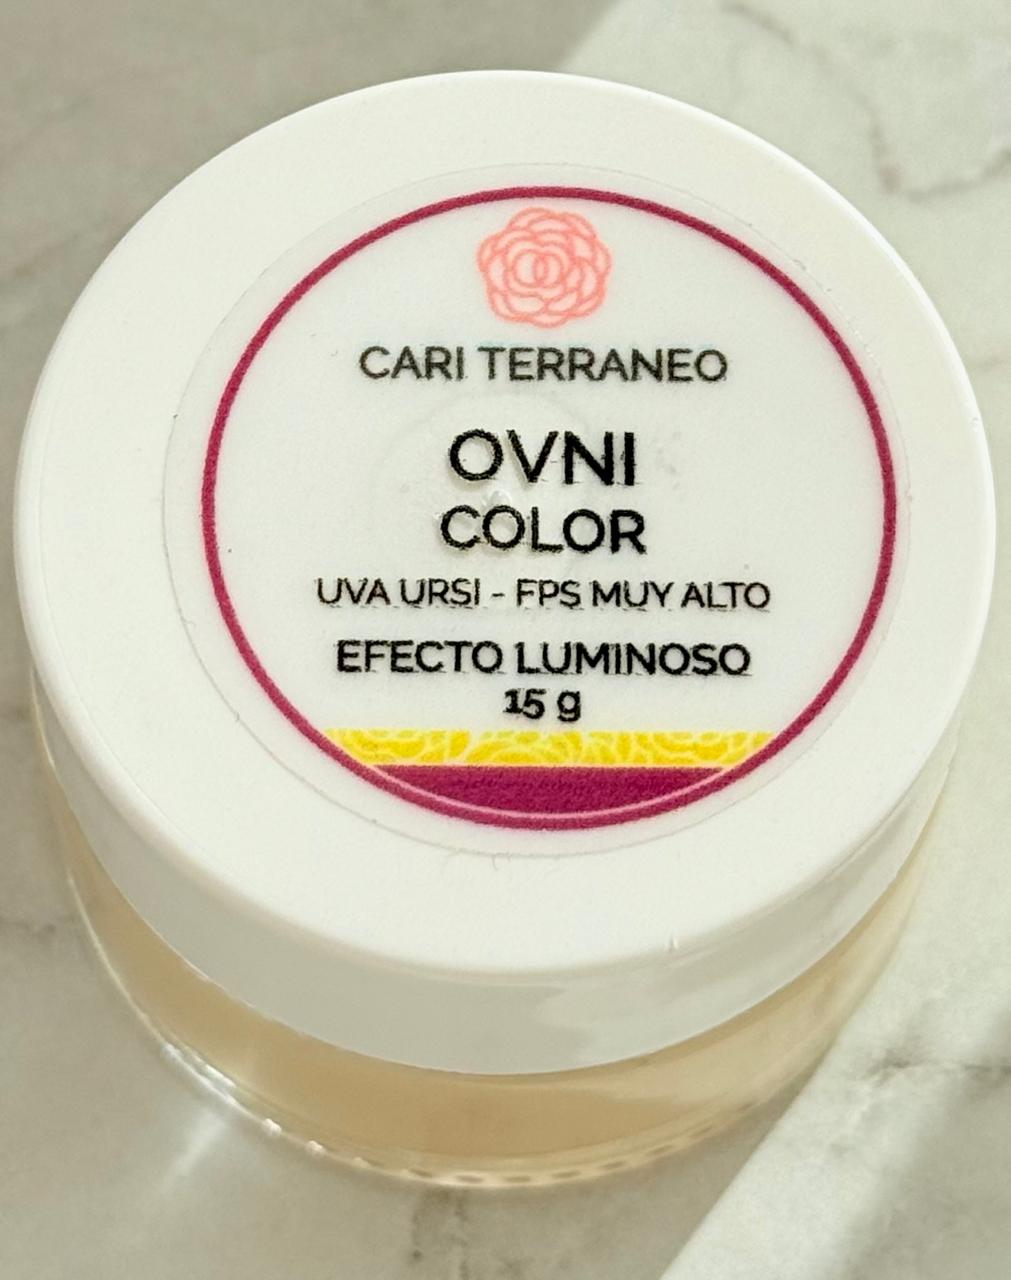 CARI TERRANEO
OVNI
COLOR
UVA URSI - FPS MUY ALTO
EFECTO LUMINOSO
15 g